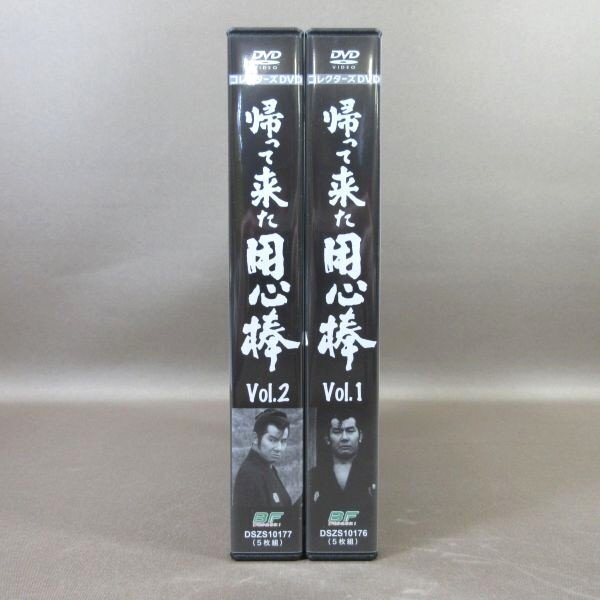 DVD
VIDEO
コレクターズDVD
帰って来た用心棒
Vol.2
BF
DSZS10177
(5枚組)
DVD
VIDEO
コレクターズDVD
帰って来た用心棒
Vol.1
BF
DSZS10176
(5枚組)